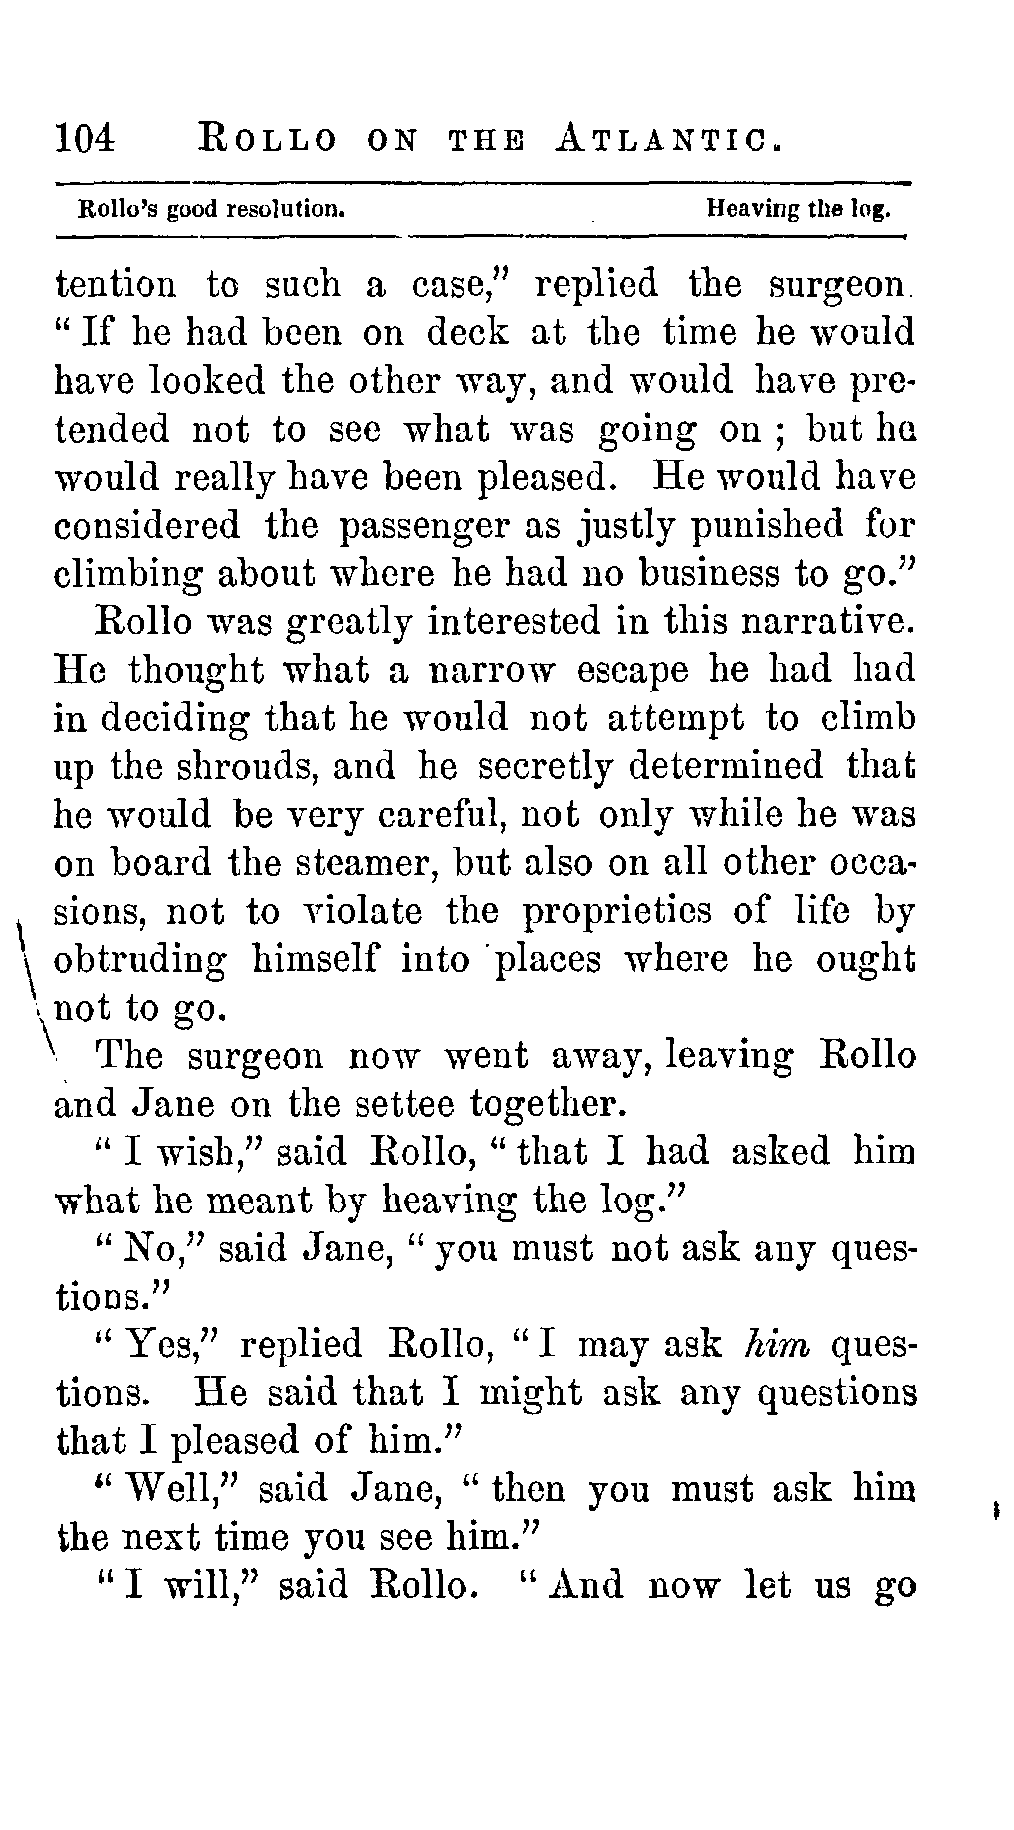 104 ROLLO ON THE ATLANTIC.
Rollo's good resolution. Heaving the log.
tention to such a case," replied the surgeon.
"If he had been on deck at the time he would
have looked the other way, and would have pre-
tended not to see what was going on; but he
would really have been pleased. He would have
considered the passenger as justly punished for
climbing about where he had no business to go."
Rollo was greatly interested in this narrative.
He thought what a narrow escape he had had
in deciding that he would not attempt to climb
up the shrouds, and he secretly determined that
he would be very careful, not only while he was
on board the steamer, but also on all other occa-
sions, not to violate the proprieties of life by
obtruding himself into places where he ought
not to go.
The surgeon now went away, leaving Rollo
and Jane on the settee together.
"I wish," said Rollo, "that I had asked him
what he meant by heaving the log."
"No," said Jane, "you must not ask any ques-
tions."
"Yes," replied Rollo, "I may ask him ques-
tions. He said that I might ask any questions
that I pleased of him."
"Well," said Jane, "then you must ask him
the next time you see him."
"I will," said Rollo. "And now let us go